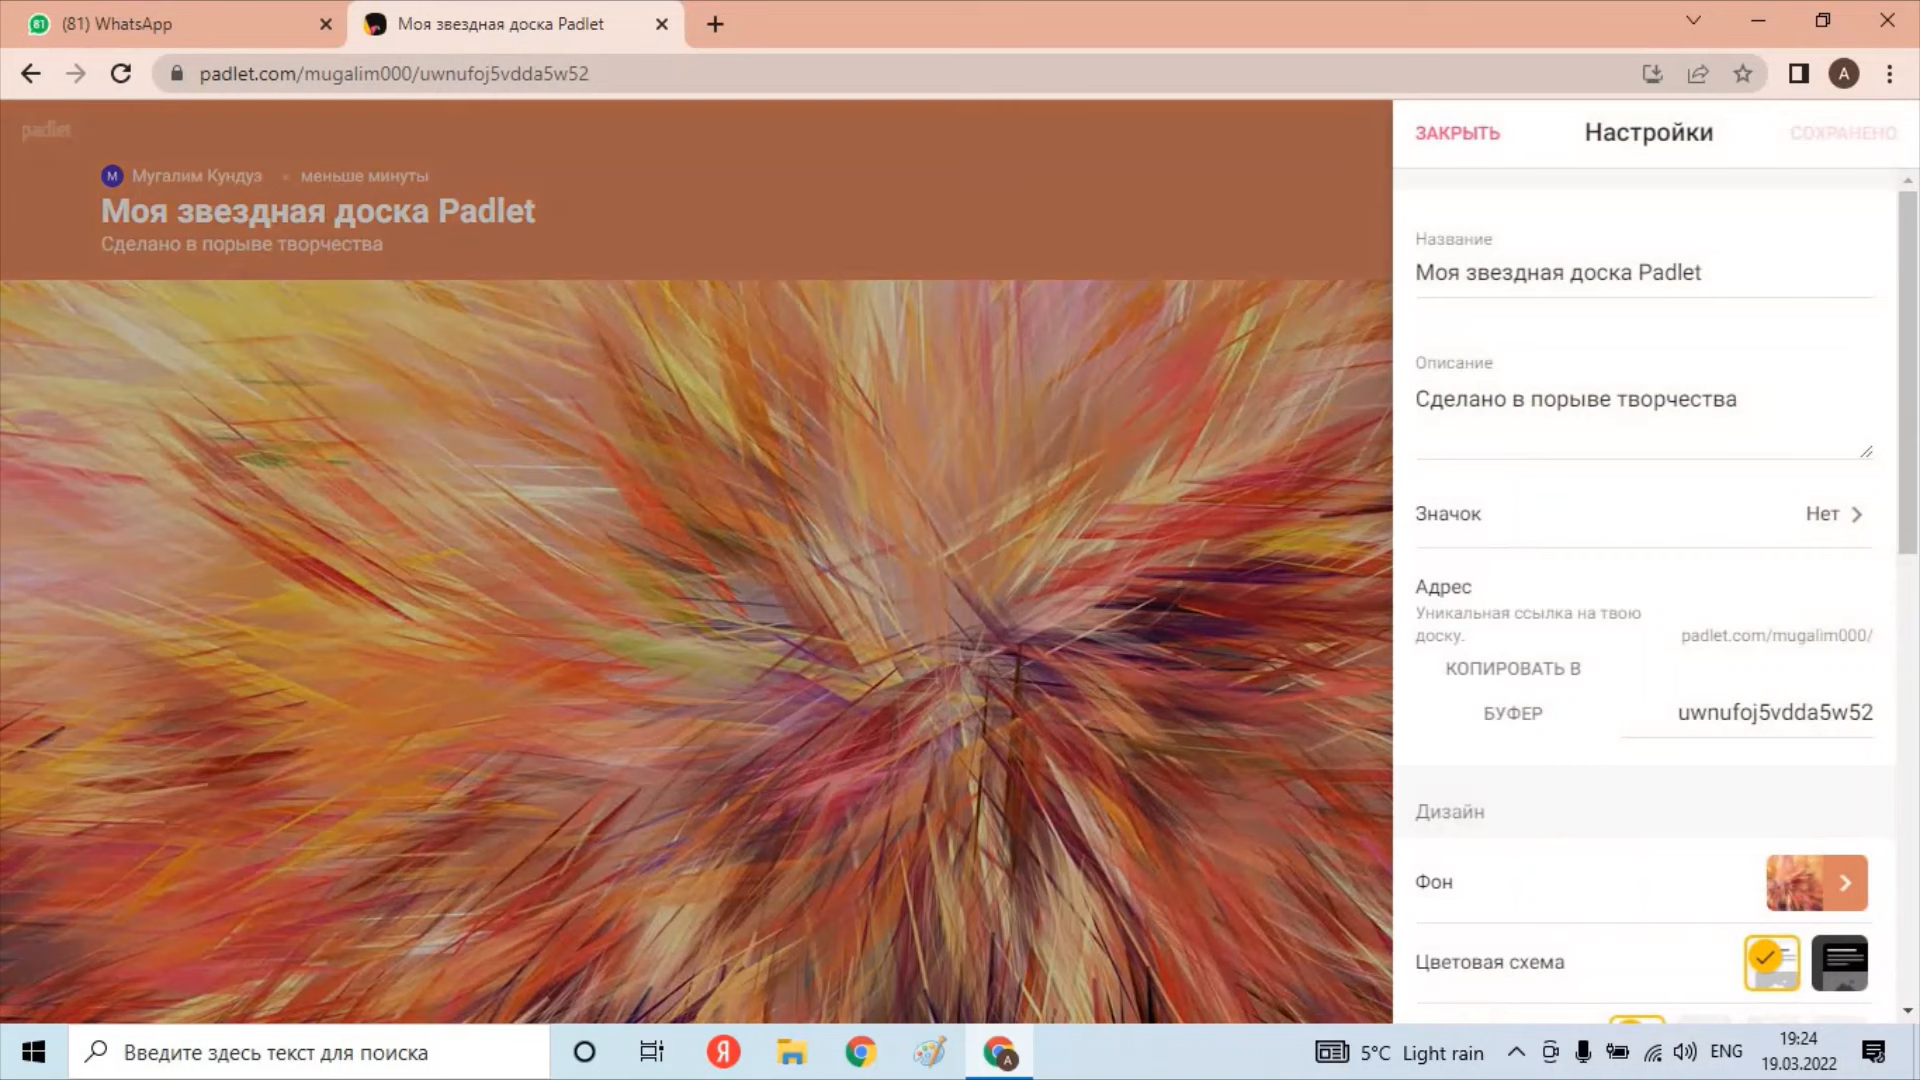 (81) WhatsApp
Моя звездная доска Padlet
padlet.com/mugalim000/uwnufoj5vdda5w52
A
padlet
М Мугалим Кундуз • меньше минуты
Моя звездная доска Padlet
Сделано в порыве творчества
ЗАКРЫТЬ
Настройки
СОХРАНЕНО
Название
Моя звездная доска Padlet
Описание
Сделано в порыве творчества
Значок
Нет
Адрес
Уникальная ссылка на твою
доску.
padlet.com/mugalim000/
КОПИРОВАТЬ В
БУФЕР
uwnufoj5vdda5w52
Дизайн
Фон
Цветовая схема
Введите здесь текст для поиска
Я
A
5°C Light rain
ENG
19:24
19.03.2022